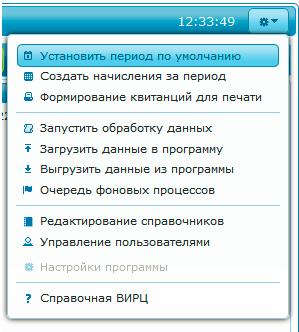 12:33:49
Установить период по умолчанию
Создать начисления за период
Формирование квитанций для печати
Запустить обработку данных
Загрузить данные в программу
Выгрузить данные из программы
Очередь фоновых процессов
Редактирование справочников
Управление пользователями
Настройки программы
? Справочная ВИРЦ